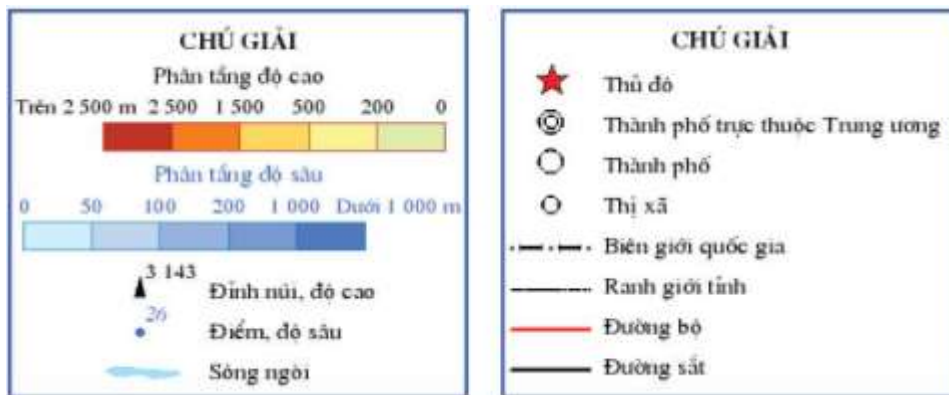 CHÚ GIẢI
Phân tầng độ cao
Trên 2 500 m 2 500 1 500 500 200 0
Phân tầng độ sâu
0 50 100 200 1 000 Dưới 1 000 m
3 143
Đỉnh núi, độ cao
26
Điểm, độ sâu
Sông ngòi
CHÚ GIẢI
Thủ đô
Thành phố trực thuộc Trung ương
Thành phố
Thị xã
Biên giới quốc gia
Ranh giới tỉnh
Đường bộ
Đường sắt